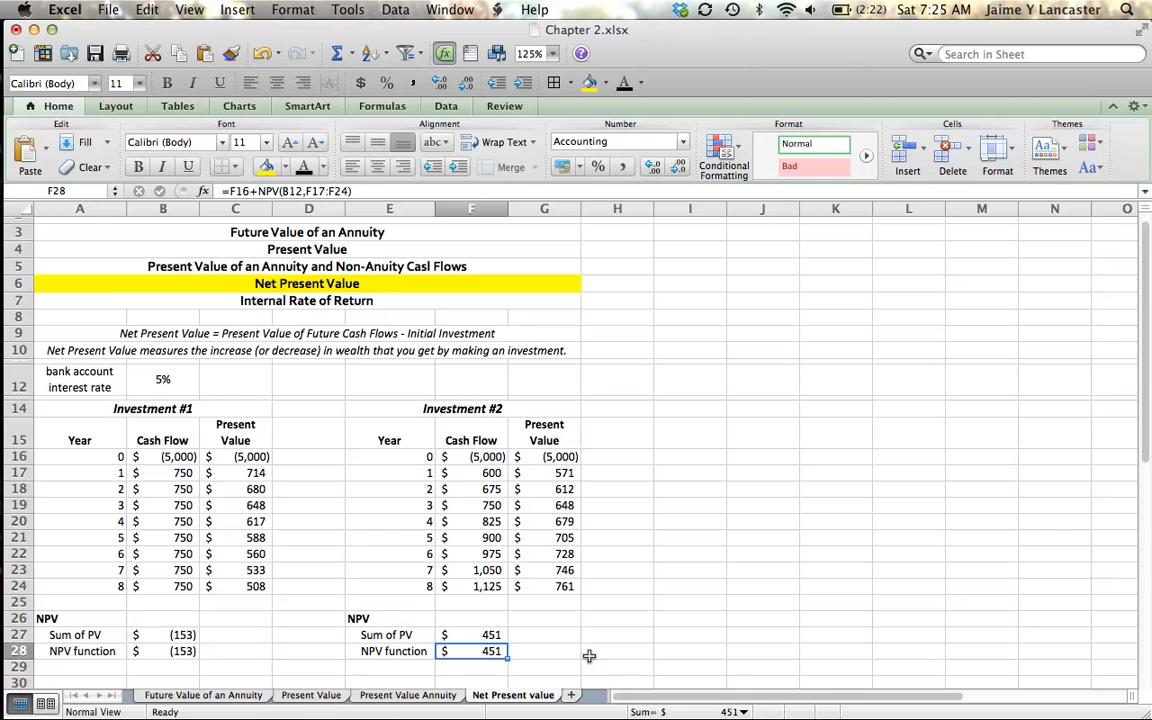 Excel File Edit View Insert Format Tools Data Window Help (2:22) Sat 7:25 AM Jaime Y Lancaster
Chapter 2.xlsx
125% Search in Sheet
Calibri (Body) 11 B I U $ % ,
Home Layout Tables Charts SmartArt Formulas Data Review
Edit Font Alignment Number Format Cells Themes
Paste Fill Clear Calibri (Body) 11 A A abc Wrap Text Accounting Conditional Formatting Normal Insert Delete Format Themes Aa
B I U A Merge % , Bad
F28 fx =F16+NPV(B12,F17:F24)
A B C D E F G H I J K L M N O
3 Future Value of an Annuity
4 Present Value
5 Present Value of an Annuity and Non-Anuity Casl Flows
6 Net Present Value
7 Internal Rate of Return
8
9 Net Present Value = Present Value of Future Cash Flows - Initial Investment
10 Net Present Value measures the increase (or decrease) in wealth that you get by making an investment.
12 bank account interest rate 5%
14 Investment #1 Investment #2
15 Year Cash Flow Present Value Year Cash Flow Present Value
16 0 $ (5,000) $ (5,000) 0 $ (5,000) $ (5,000)
17 1 $ 750 $ 714 1 $ 600 $ 571
18 2 $ 750 $ 680 2 $ 675 $ 612
19 3 $ 750 $ 648 3 $ 750 $ 648
20 4 $ 750 $ 617 4 $ 825 $ 679
21 5 $ 750 $ 588 5 $ 900 $ 705
22 6 $ 750 $ 560 6 $ 975 $ 728
23 7 $ 750 $ 533 7 $ 1,050 $ 746
24 8 $ 750 $ 508 8 $ 1,125 $ 761
25
26 NPV NPV
27 Sum of PV $ (153) Sum of PV $ 451
28 NPV function $ (153) NPV function $ 451
29
30
Future Value of an Annuity Present Value Present Value Annuity Net Present value +
Normal View Ready Sum= $ 451